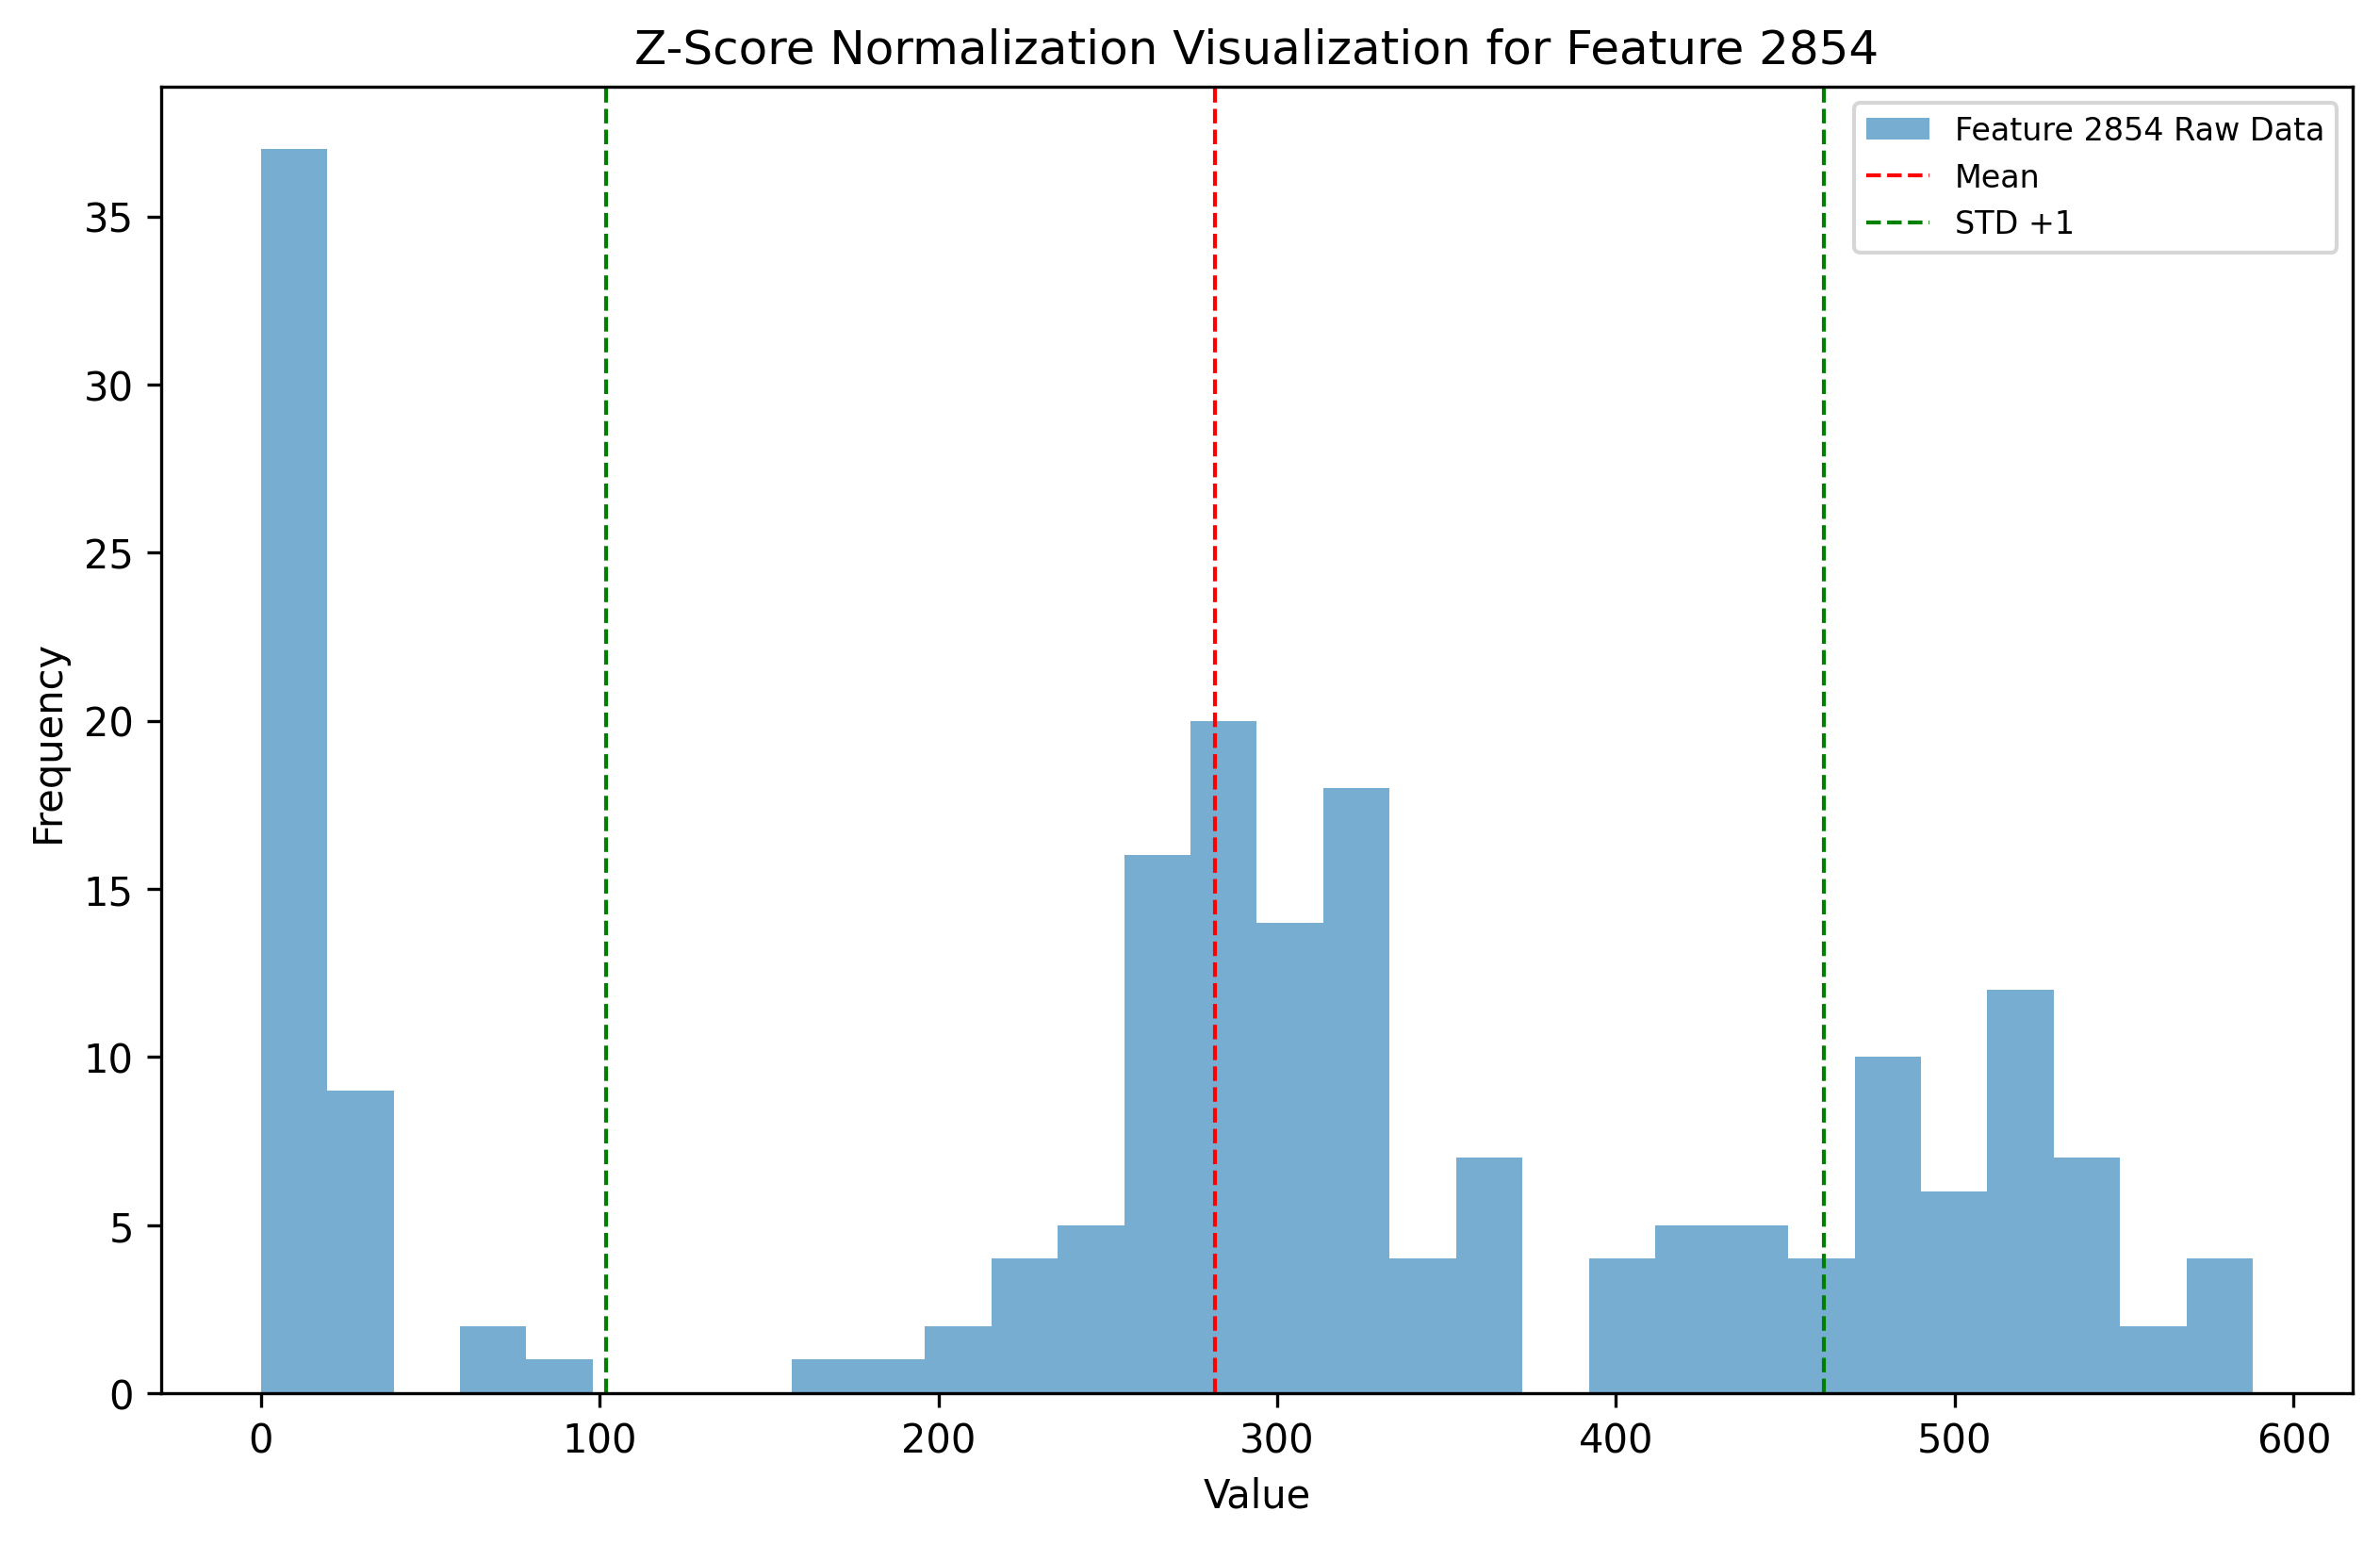 Z-Score Normalization Visualization for Feature 2854
Feature 2854 Raw Data
Mean
STD +1
35
30
25
20
15
10
5
0
Frequency
0 100 200 300 400 500 600
Value